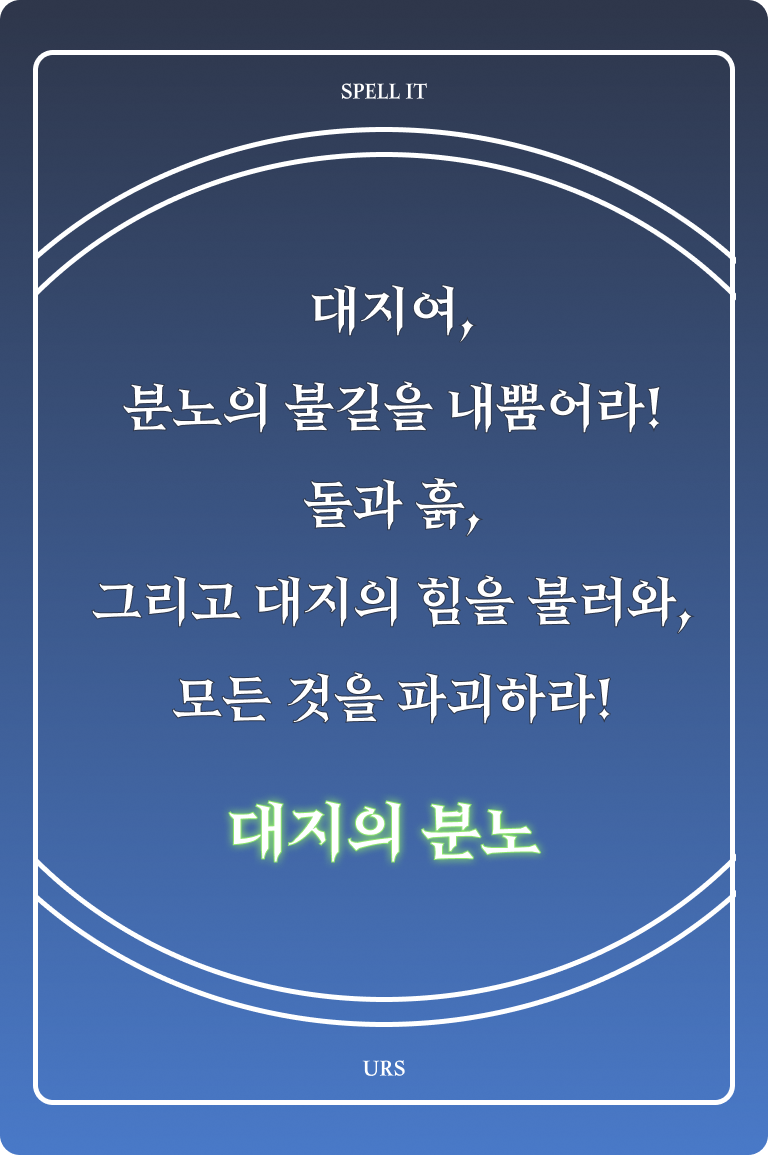 SPELL IT
대지여,
분노의 불길을 내뿜어라!
돌과 흙,
그리고 대지의 힘을 불러와,
모든 것을 파괴하라!
대지의 분노
URS